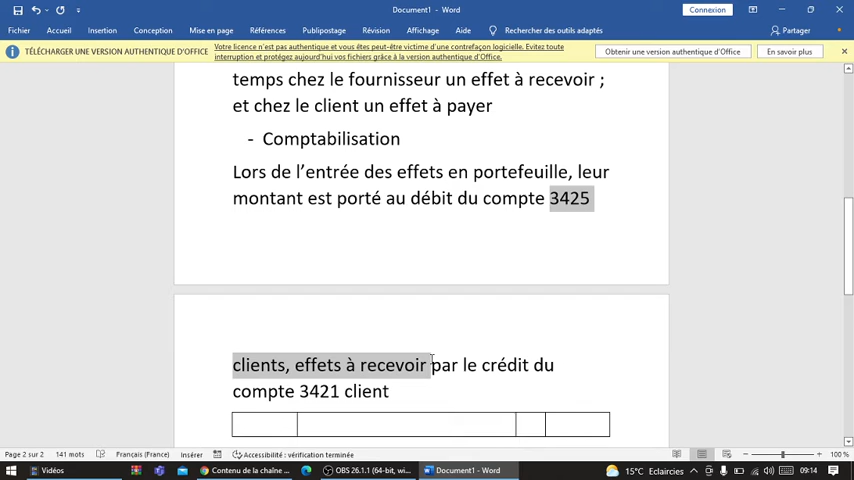 Document1 - Word
Connexion
Fichier Accueil Insertion Conception Mise en page Références Publipostage Révision Affichage Aide Rechercher des outils adaptés Partager
TÉLÉCHARGER UNE VERSION AUTHENTIQUE D'OFFICE
Votre licence n'est pas authentique et vous êtes peut-être victime d'une contrefaçon logicielle. Évitez toute
interruption et protégez aujourd'hui vos fichiers grâce à la version authentique d'Office.
Obtenir une version authentique d'Office
En savoir plus
temps chez le fournisseur un effet à recevoir ;
et chez le client un effet à payer
- Comptabilisation
Lors de l'entrée des effets en portefeuille, leur
montant est porté au débit du compte 3425
clients, effets à recevoir par le crédit du
compte 3421 client
Page 2 sur 2 141 mots Français (France) Insérer Accessibilité : vérification terminée 100 %
Vidéos Contenu de la chaîne ... OBS 26.1.1 (64-bit, wi... Document1 - Word 15°C Eclaircies 09:14